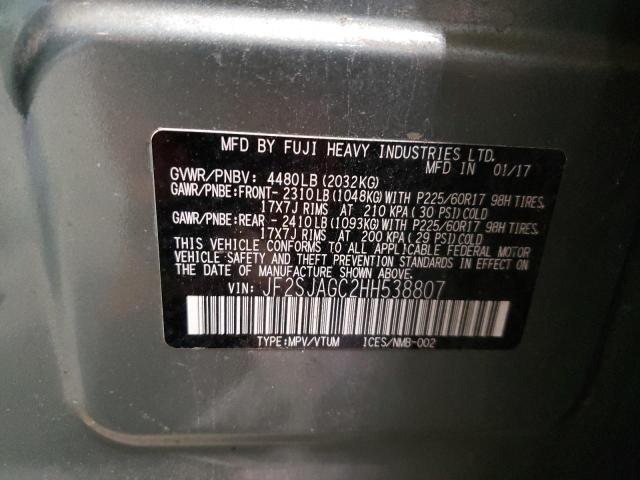 MFD BY FUJI HEAVY INDUSTRIES LTD.
MFD IN 01/17
GVWR/PNBV: 4480LB(2032KG)
GAWR/PNBE:FRONT- 2310LB(1048KG)WITH P225/60R17 98H TIRES,
17X7J RIMS AT 210 KPA(30 PSI)COLD
GAWR/PNBE:REAR - 2410LB(1093KG)WITH P225/60R17 98H TIRES,
17X7J RIMS AT 200 KPA(29 PSI)COLD
THIS VEHICLE CONFORMS TO ALL APPLICABLE FEDERAL MOTOR
VEHICLE SAFETY AND THEFT PREVENTION STANDARDS IN EFFECT
ON THE DATE OF MANUFACTURE SHOWN ABOVE.
VIN: JF2SJAGC2HH538807
TYPE:MPV/VTUM ICES/NMB-002